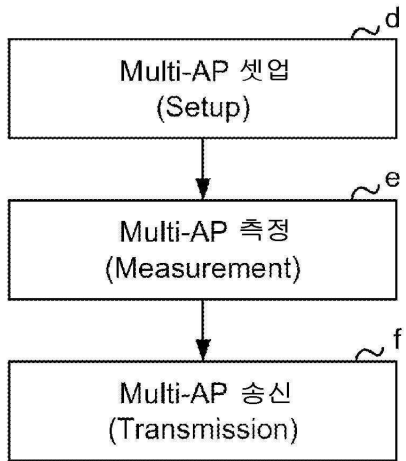 d
Multi-AP 셋업
(Setup)
e
Multi-AP 측정
(Measurement)
f
Multi-AP 송신
(Transmission)